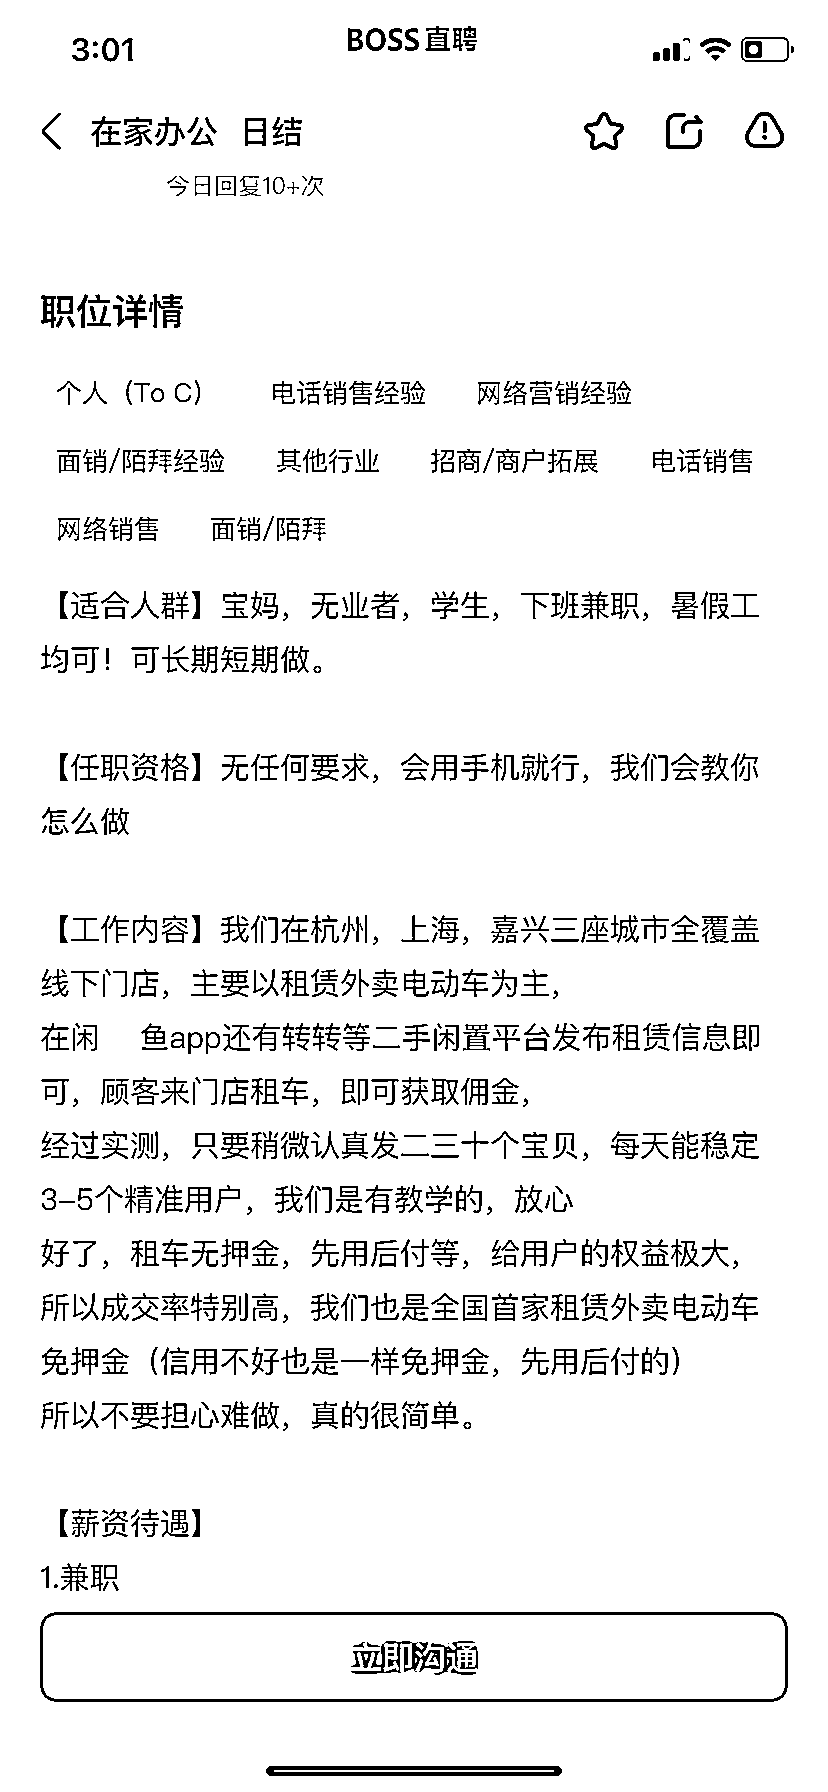 3:01
BOSS直聘
在家办公 日结
今日回复10+次
职位详情
个人（To C） 电话销售经验 网络营销经验
面销/陌拜经验 其他行业 招商/商户拓展 电话销售
网络销售 面销/陌拜
【适合人群】宝妈，无业者，学生，下班兼职，暑假工
均可！可长期短期做。
【任职资格】无任何要求，会用手机就行，我们会教你
怎么做
【工作内容】我们在杭州，上海，嘉兴三座城市全覆盖
线下门店，主要以租赁外卖电动车为主，
在闲 鱼app还有转转等二手闲置平台发布租赁信息即
可，顾客来门店租车，即可获取佣金，
经过实测，只要稍微认真发二三十个宝贝，每天能稳定
3-5个精准用户，我们是有教学的，放心
好了，租车无押金，先用后付等，给用户的权益极大，
所以成交率特别高，我们也是全国首家租赁外卖电动车
免押金（信用不好也是一样免押金，先用后付的）
所以不要担心难做，真的很简单。
【薪资待遇】
1.兼职
立即沟通